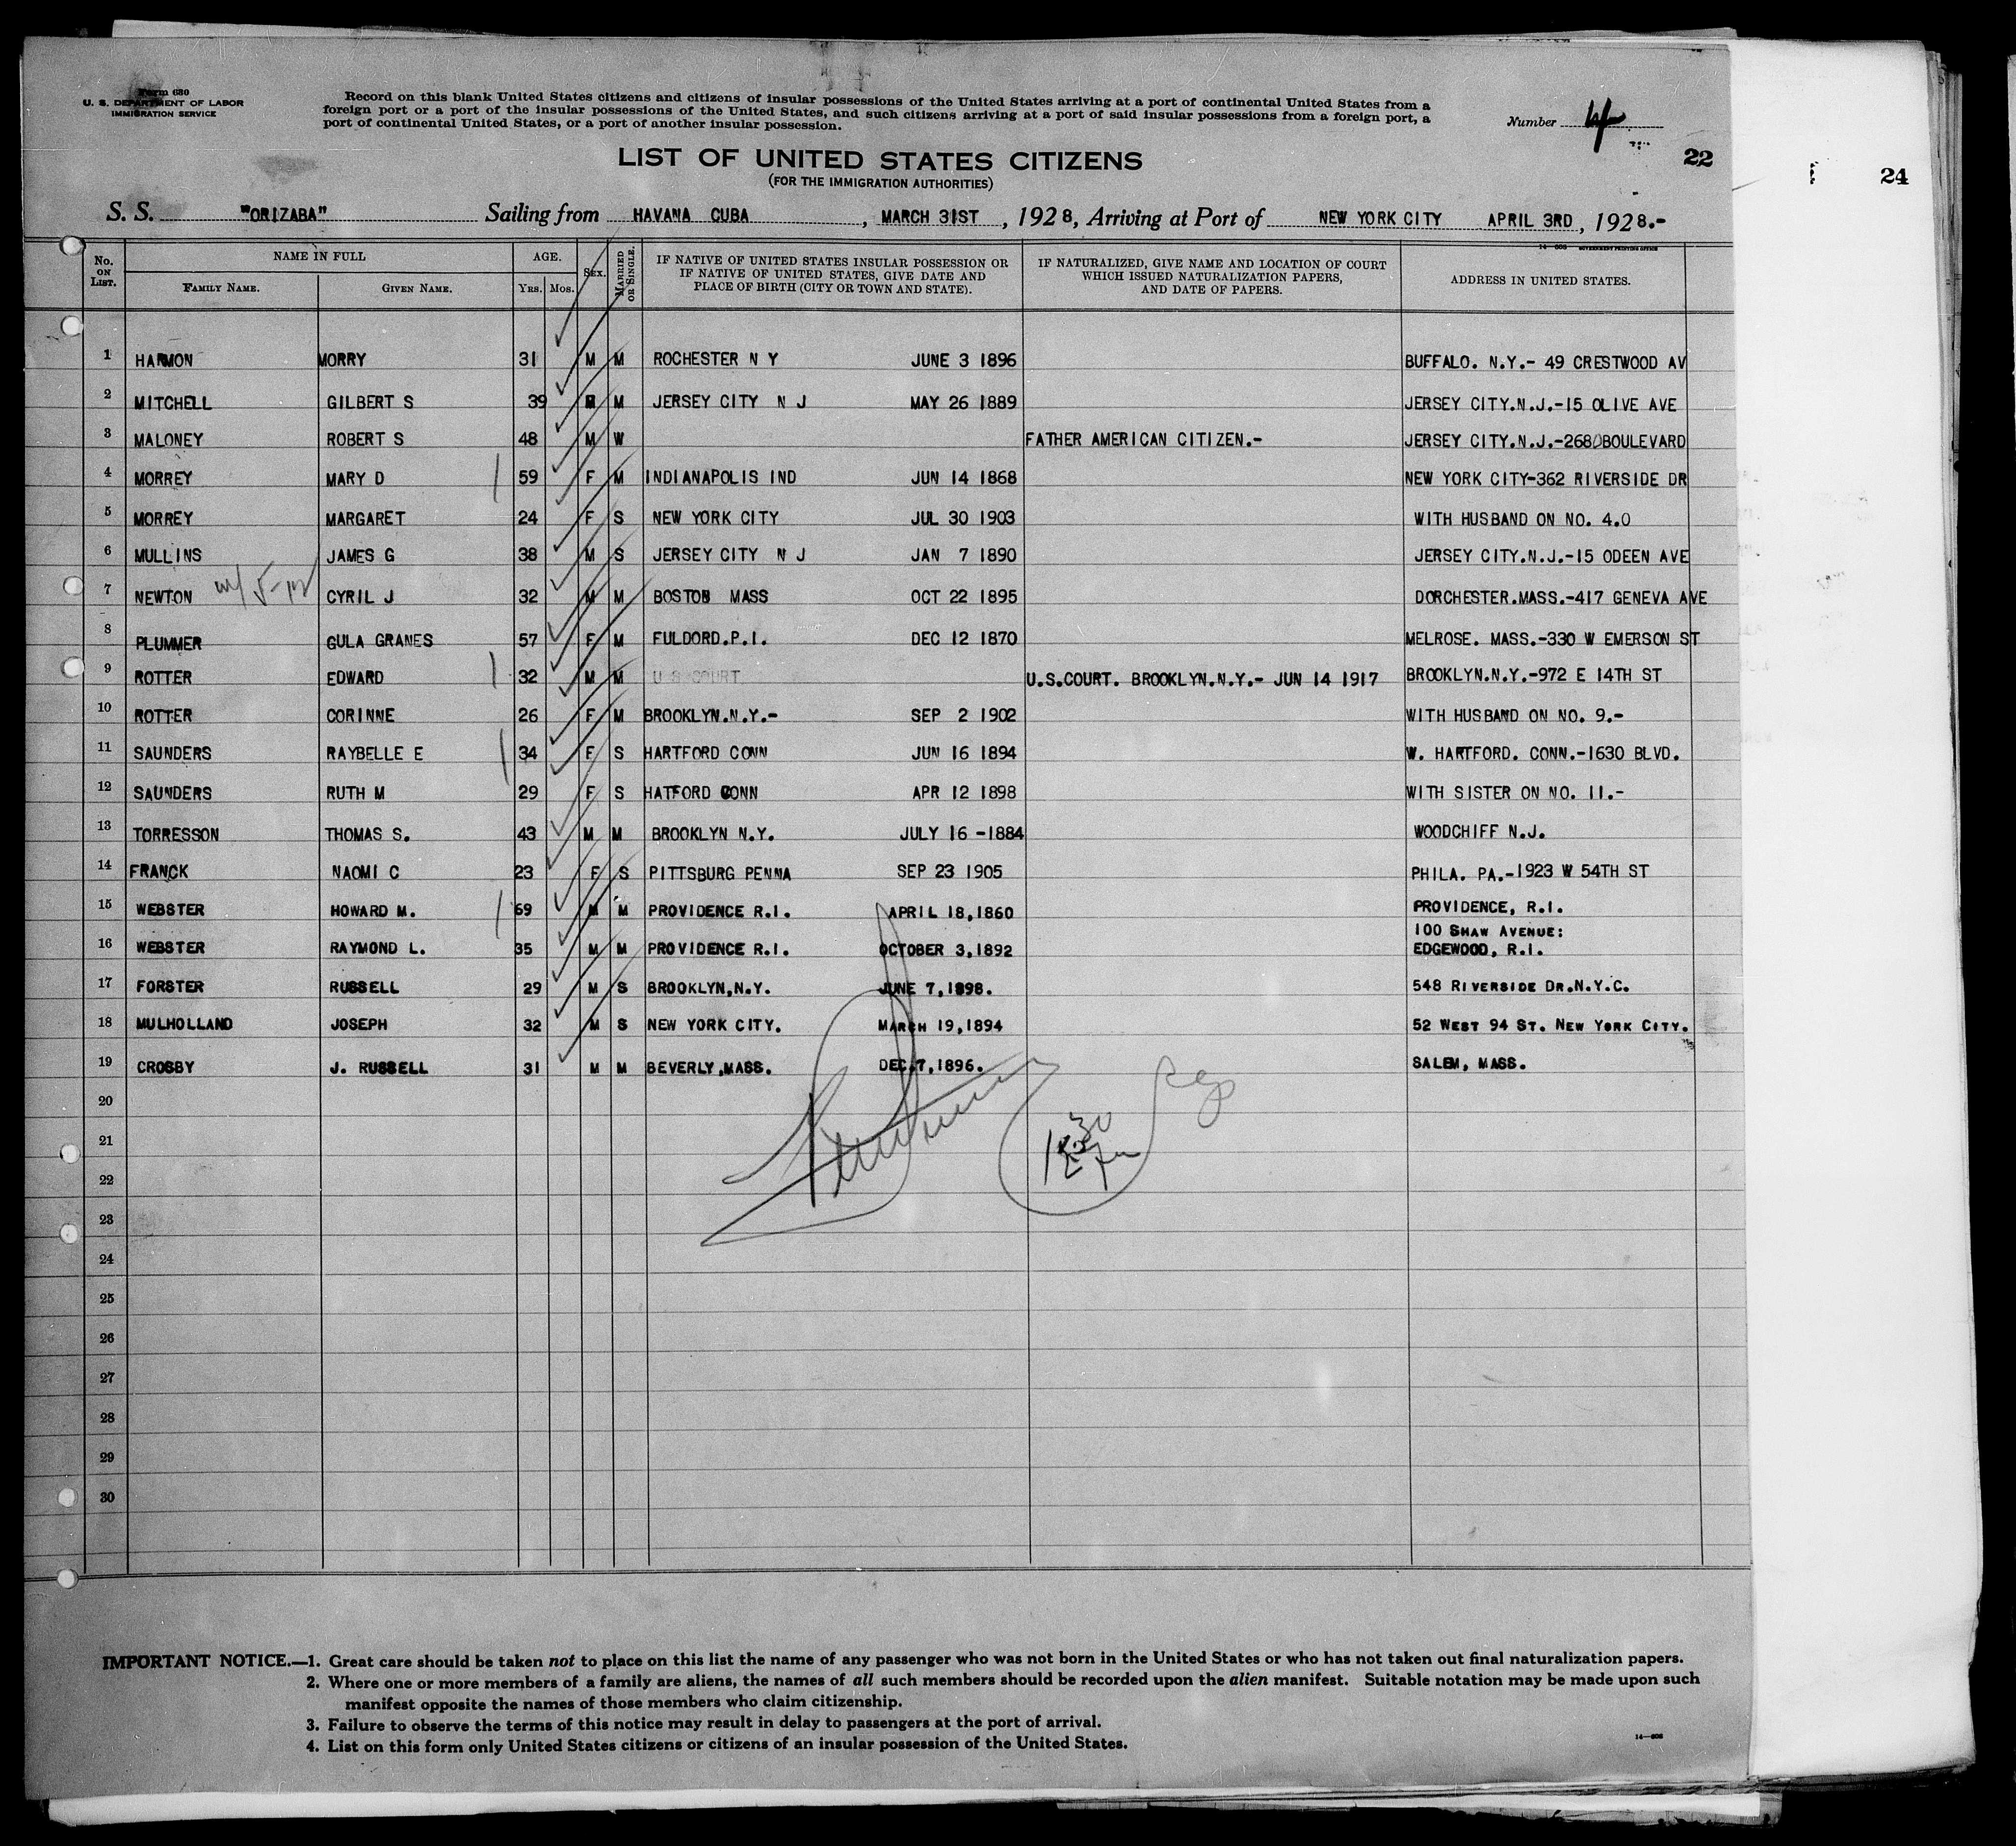 Form 630
U. S. DEPARTMENT OF LABOR
IMMIGRATION SERVICE
Record on this blank United States citizens and citizens of insular possessions of the United States arriving at a port of continental United States from a
foreign port or a port of the insular possessions of the United States, and such citizens arriving at a port of said insular possessions from a foreign port, a
port of continental United States, or a port of another insular possession.
Number 4
22
24
LIST OF UNITED STATES CITIZENS
(FOR THE IMMIGRATION AUTHORITIES)
S. S. "ORIZABA" Sailing from HAVANA CUBA, MARCH 31ST, 1928, Arriving at Port of NEW YORK CITY APRIL 3RD, 1928.-
GOVERNMENT PRINTING OFFICE
No. ON LIST. NAME IN FULL FAMILY NAME. GIVEN NAME. AGE. YRS. MOS. SEX. MARRIED OR SINGLE. IF NATIVE OF UNITED STATES INSULAR POSSESSION OR IF NATIVE OF UNITED STATES, GIVE DATE AND PLACE OF BIRTH (CITY OR TOWN AND STATE). IF NATURALIZED, GIVE NAME AND LOCATION OF COURT WHICH ISSUED NATURALIZATION PAPERS, AND DATE OF PAPERS. ADDRESS IN UNITED STATES.
1 HARMON MORRY 31 M M ROCHESTER N Y JUNE 3 1896 BUFFALO. N.Y.- 49 CRESTWOOD AV
2 MITCHELL GILBERT S 39 M M JERSEY CITY N J MAY 26 1889 JERSEY CITY.N.J.-15 OLIVE AVE
3 MALONEY ROBERT S 48 M W FATHER AMERICAN CITIZEN.- JERSEY CITY.N.J.-2680 BOULEVARD
4 MORREY MARY D 59 F M INDIANAPOLIS IND JUN 14 1868 NEW YORK CITY-362 RIVERSIDE DR
5 MORREY MARGARET 24 F S NEW YORK CITY JUL 30 1903 WITH HUSBAND ON NO. 4.0
6 MULLINS JAMES G 38 M S JERSEY CITY N J JAN 7 1890 JERSEY CITY.N.J.-15 ODEEN AVE
7 NEWTON CYRIL J 32 M M BOSTON MASS OCT 22 1895 DORCHESTER.MASS.-417 GENEVA AVE
8 PLUMMER GULA GRANES 57 F M FULDORD.P.I. DEC 12 1870 MELROSE. MASS.-330 W EMERSON ST
9 ROTTER EDWARD 32 M M U S COURT U.S.COURT. BROOKLYN.N.Y.- JUN 14 1917 BROOKLYN.N.Y.-972 E 14TH ST
10 ROTTER CORINNE 26 F M BROOKLYN.N.Y.- SEP 2 1902 WITH HUSBAND ON NO. 9.-
11 SAUNDERS RAYBELLE E 34 F S HARTFORD CONN JUN 16 1894 W. HARTFORD. CONN.-1630 BLVD.
12 SAUNDERS RUTH M 29 F S HATFORD CONN APR 12 1898 WITH SISTER ON NO. 11.-
13 TORRESSON THOMAS S. 43 M M BROOKLYN N.Y. JULY 16 -1884 WOODCHIFF N.J.
14 FRANCK NAOMI C 23 F S PITTSBURG PENNA SEP 23 1905 PHILA. PA.-1923 W 54TH ST
15 WEBSTER HOWARD M. 69 M M PROVIDENCE R.I. APRIL 18,1860 PROVIDENCE, R.I.
16 WEBSTER RAYMOND L. 35 M M PROVIDENCE R.I. OCTOBER 3,1892 100 SHAW AVENUE: EDGEWOOD, R.I.
17 FORSTER RUSSELL 29 M S BROOKLYN,N.Y. JUNE 7,1898. 548 RIVERSIDE DR.N.Y.C.
18 MULHOLLAND JOSEPH 32 M S NEW YORK CITY. MARCH 19,1894 52 WEST 94 ST. NEW YORK CITY.
19 CROSBY J. RUSSELL 31 M M BEVERLY,MASS. DEC.7,1896. SALEM, MASS.
20
21
22
23
24
25
26
27
28
29
30
IMPORTANT NOTICE.—1. Great care should be taken not to place on this list the name of any passenger who was not born in the United States or who has not taken out final naturalization papers.
2. Where one or more members of a family are aliens, the names of all such members should be recorded upon the alien manifest. Suitable notation may be made upon such
manifest opposite the names of those members who claim citizenship.
3. Failure to observe the terms of this notice may result in delay to passengers at the port of arrival.
4. List on this form only United States citizens or citizens of an insular possession of the United States.